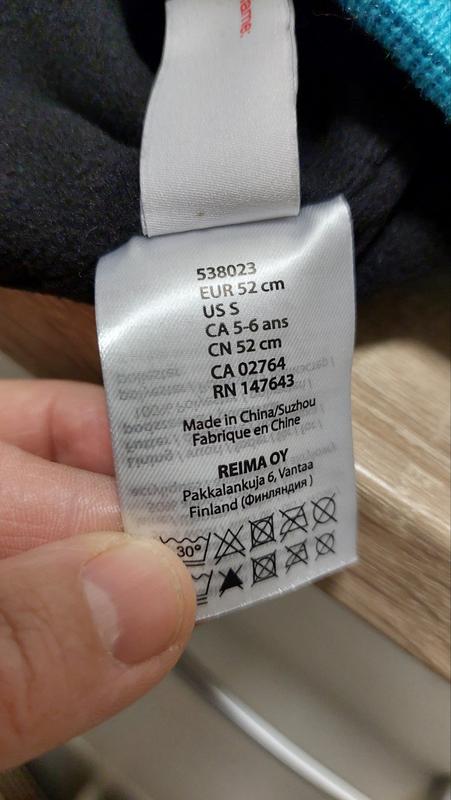 name:
538023
EUR 52 cm
US S
CA 5-6 ans
CN 52 cm
CA 02764
RN 147643
Made in China/Suzhou
Fabrique en Chine
REIMA OY
Pakkalankuja 6, Vantaa
Finland (Финляндия )
30°